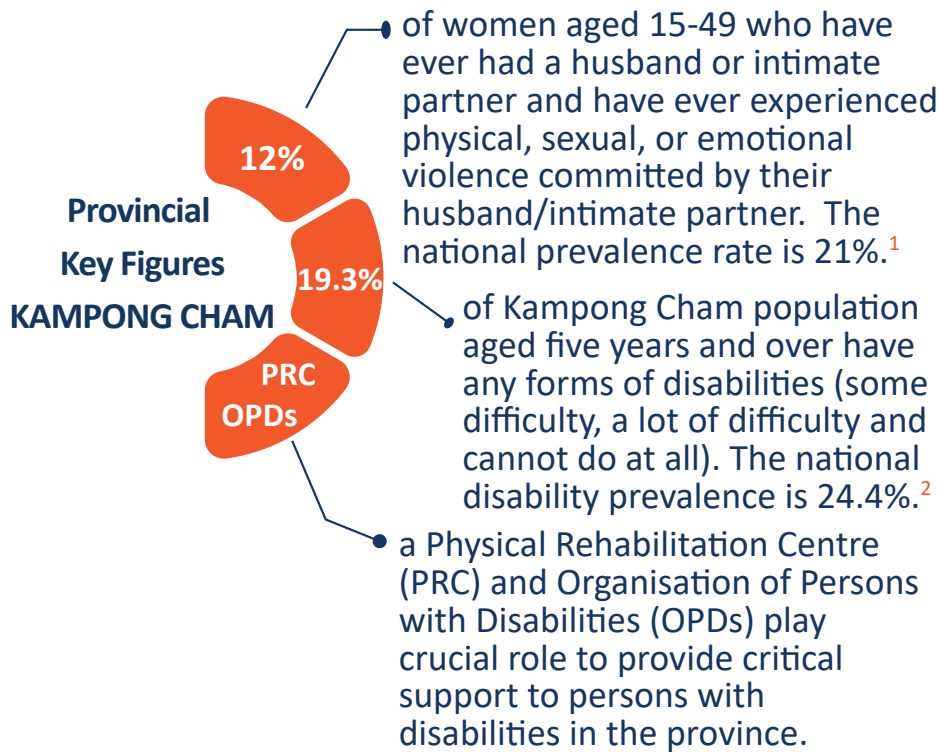 Provincial
Key Figures
KAMPONG CHAM
12%
of women aged 15-49 who have
ever had a husband or intimate
partner and have ever experienced
physical, sexual, or emotional
violence committed by their
husband/intimate partner.  The
national prevalence rate is 21%.1
19.3%
of Kampong Cham population
aged five years and over have
any forms of disabilities (some
difficulty, a lot of difficulty and
cannot do at all). The national
disability prevalence is 24.4%.2
PRC
OPDs
a Physical Rehabilitation Centre
(PRC) and Organisation of Persons
with Disabilities (OPDs) play
crucial role to provide critical
support to persons with
disabilities in the province.